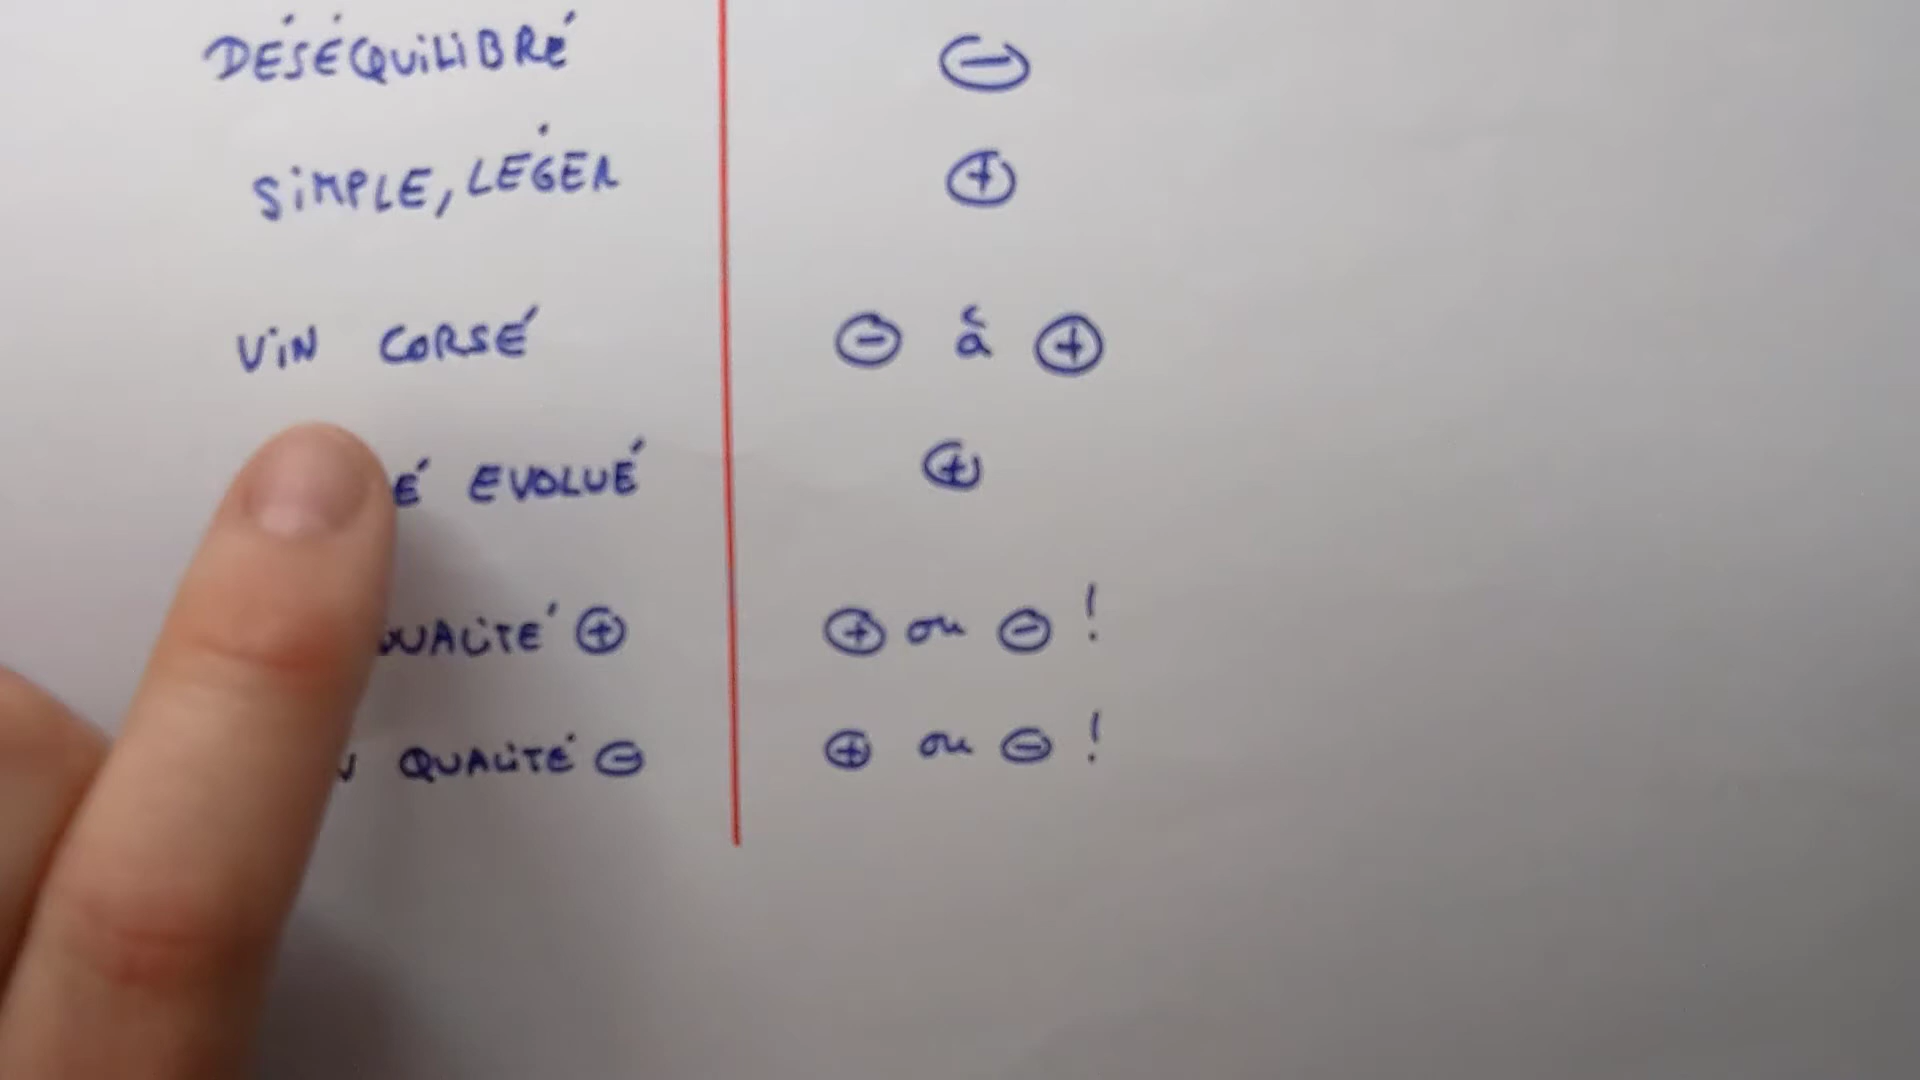 DÉSÉQUILIBRÉ ⊖
SIMPLE, LÉGER ⊕
VIN CORSÉ ⊖ à ⊕
EVOLUÉ ⊕
QUALITÉ ⊕ ⊕ ou ⊖ !
QUALITÉ ⊖ ⊕ ou ⊖ !